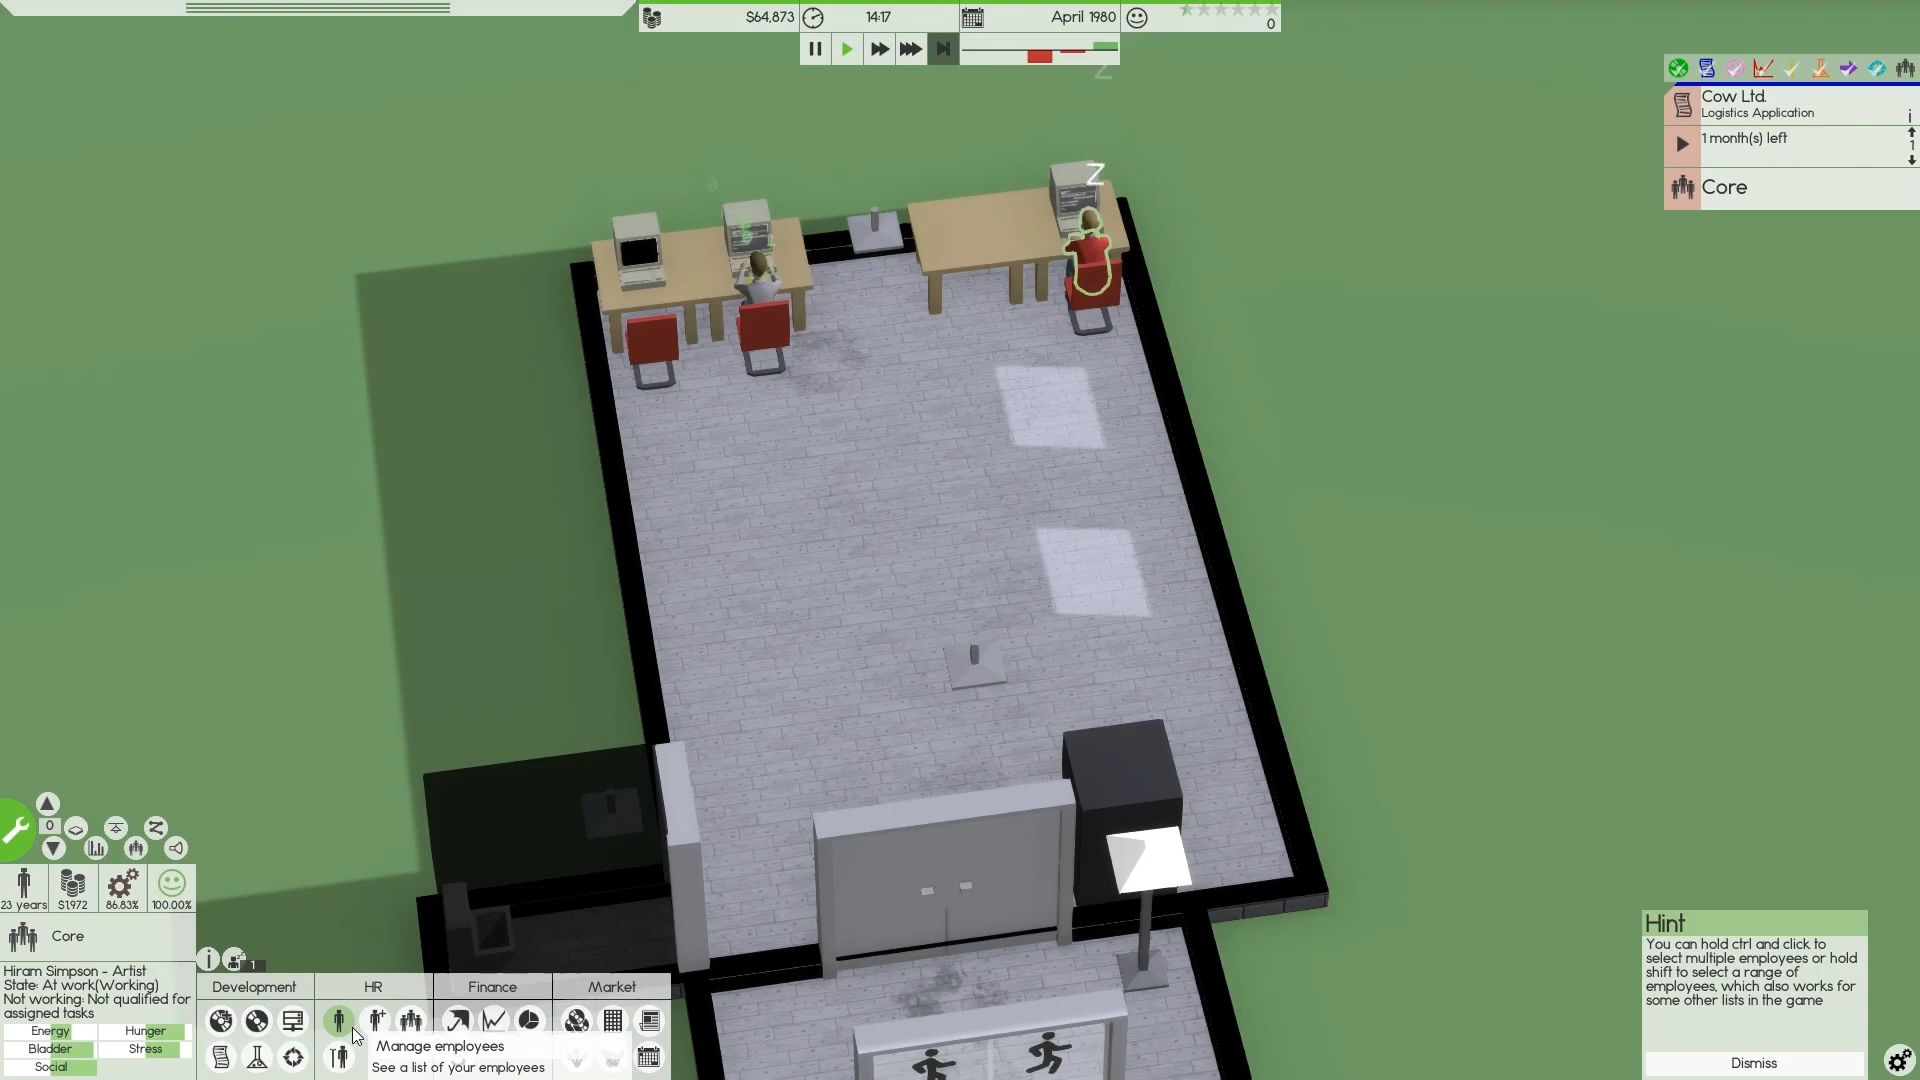 $64,873
14:17
April 1980
0
Z
Z
Cow Ltd.
Logistics Application
i
1 month(s) left
1
Core
0
23 years
$1,972
86.83%
100.00%
Core
i
1
Hiram Simpson - Artist
State: At work(Working)
Not working: Not qualified for
assigned tasks
Energy
Hunger
Bladder
Stress
Social
Development
HR
Finance
Market
Manage employees
See a list of your employees
Hint
You can hold ctrl and click to
select multiple employees or hold
shift to select a range of
employees, which also works for
some other lists in the game
Dismiss